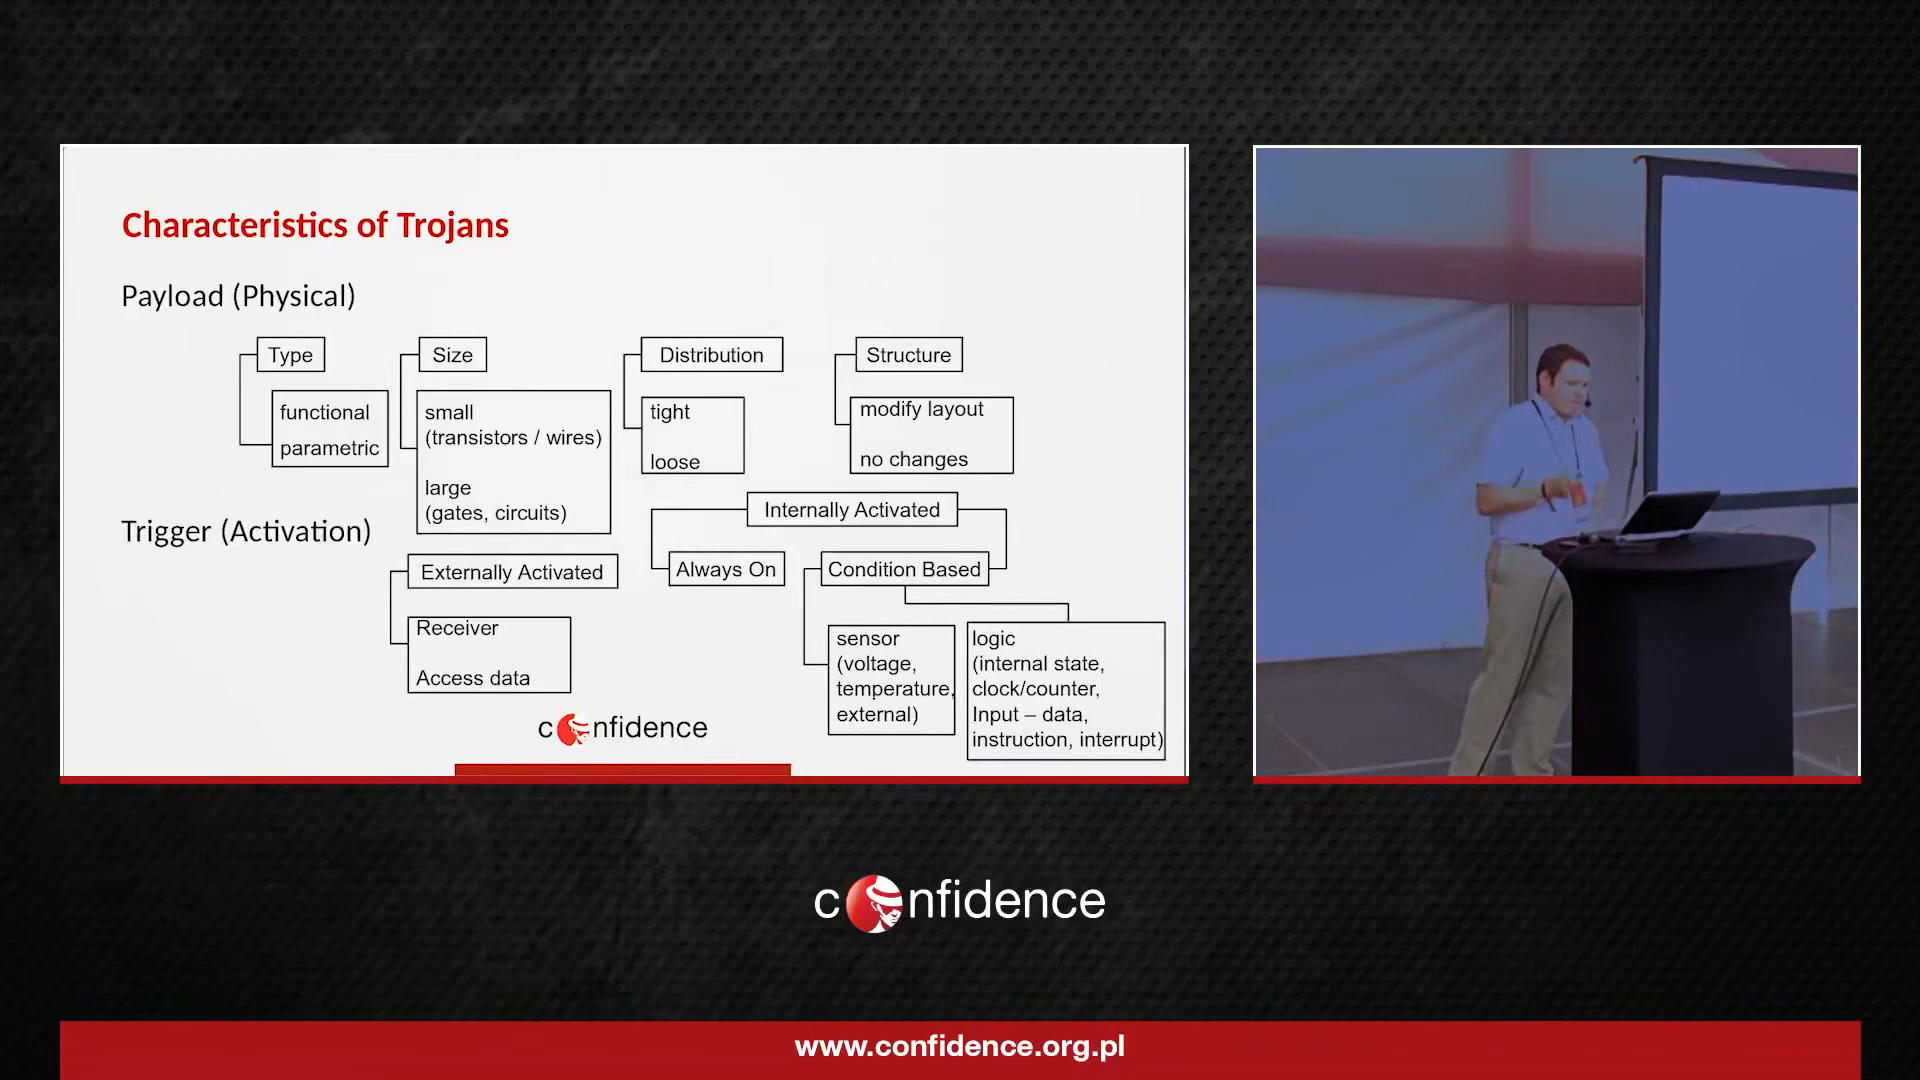 Characteristics of Trojans
Payload (Physical)
Type
functional
parametric
Size
small
(transistors / wires)
large
(gates, circuits)
Distribution
tight
loose
Structure
modify layout
no changes
Trigger (Activation)
Externally Activated
Receiver
Access data
Internally Activated
Always On
Condition Based
sensor
(voltage,
temperature,
external)
logic
(internal state,
clock/counter,
Input – data,
instruction, interrupt)
confidence
confidence
www.confidence.org.pl